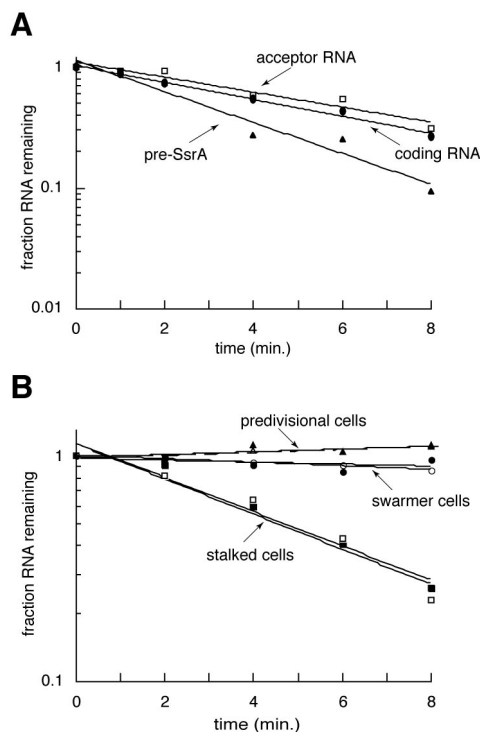 A
1
0.1
0.01
fraction RNA remaining
acceptor RNA
pre-SsrA
coding RNA
0 2 4 6 8
time (min.)
B
1
0.1
fraction RNA remaining
predivisional cells
swarmer cells
stalked cells
0 2 4 6 8
time (min.)